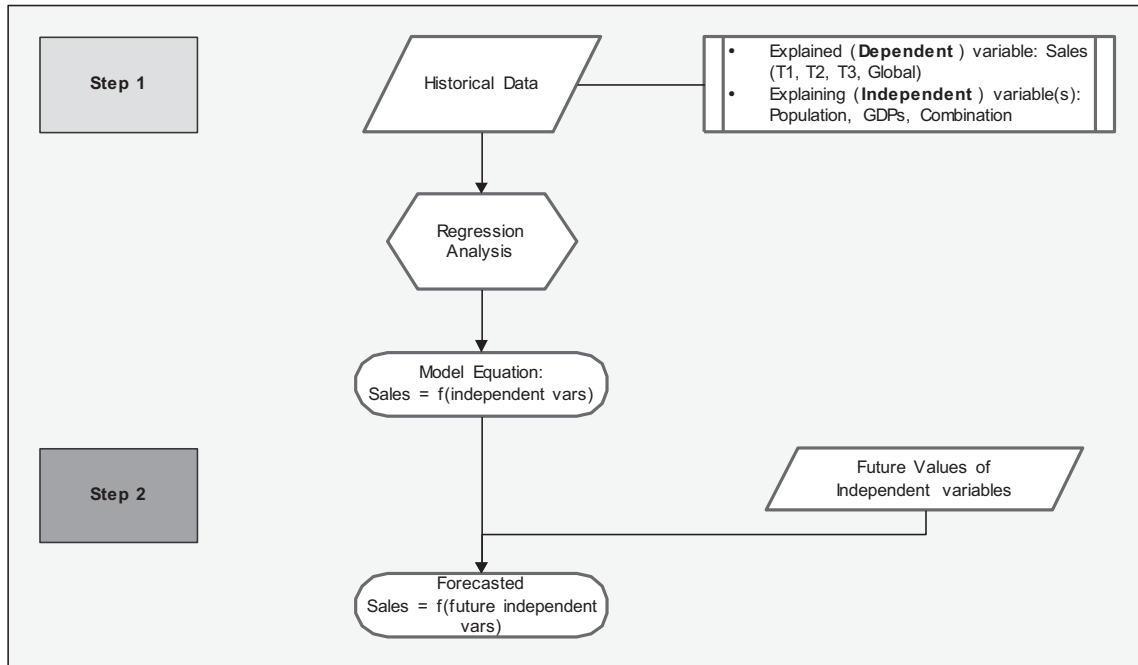 Step 1
Historical Data
• Explained (Dependent ) variable: Sales
(T1, T2, T3, Global)
• Explaining (Independent ) variable(s):
Population, GDPs, Combination
Regression
Analysis
Model Equation:
Sales = f(independent vars)
Step 2
Future Values of
Independent variables
Forecasted
Sales = f(future independent
vars)